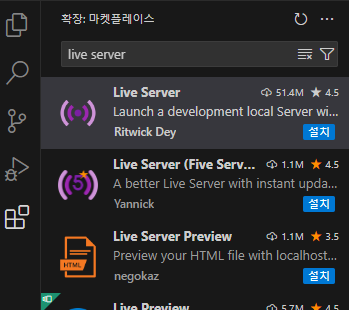 확장: 마켓플레이스
live server
Live Server 51.4M ★ 4.5
Launch a development local Server wi...
Ritwick Dey 설치
Live Server (Five Serv... 1.1M ★ 4.5
A better Live Server with instant upda...
Yannick 설치
Live Server Preview 1.1M ★ 3.5
Preview your HTML file with localhost...
negokaz 설치
Live Preview 5.7M ★ 4.5